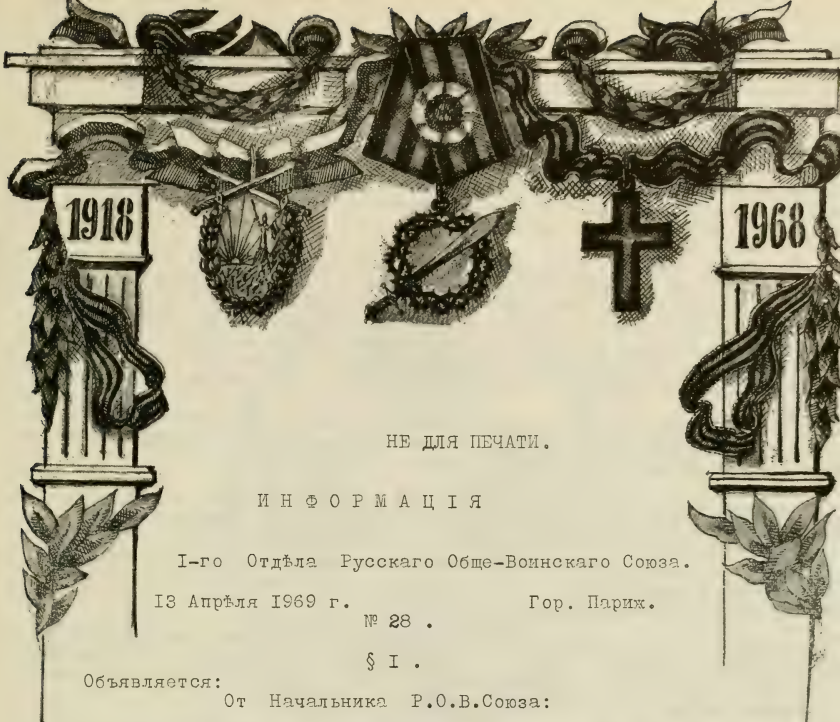 1918
1968
НЕ ДЛЯ ПЕЧАТИ.
ИНФОРМАЦІЯ
I-го Отдѣла Русскаго Обще-Воинскаго Союза.
13 Апрѣля 1969 г. Гор. Париж.
№ 28 .
§ I .
Объявляется:
От Начальника Р.О.В.Союза: